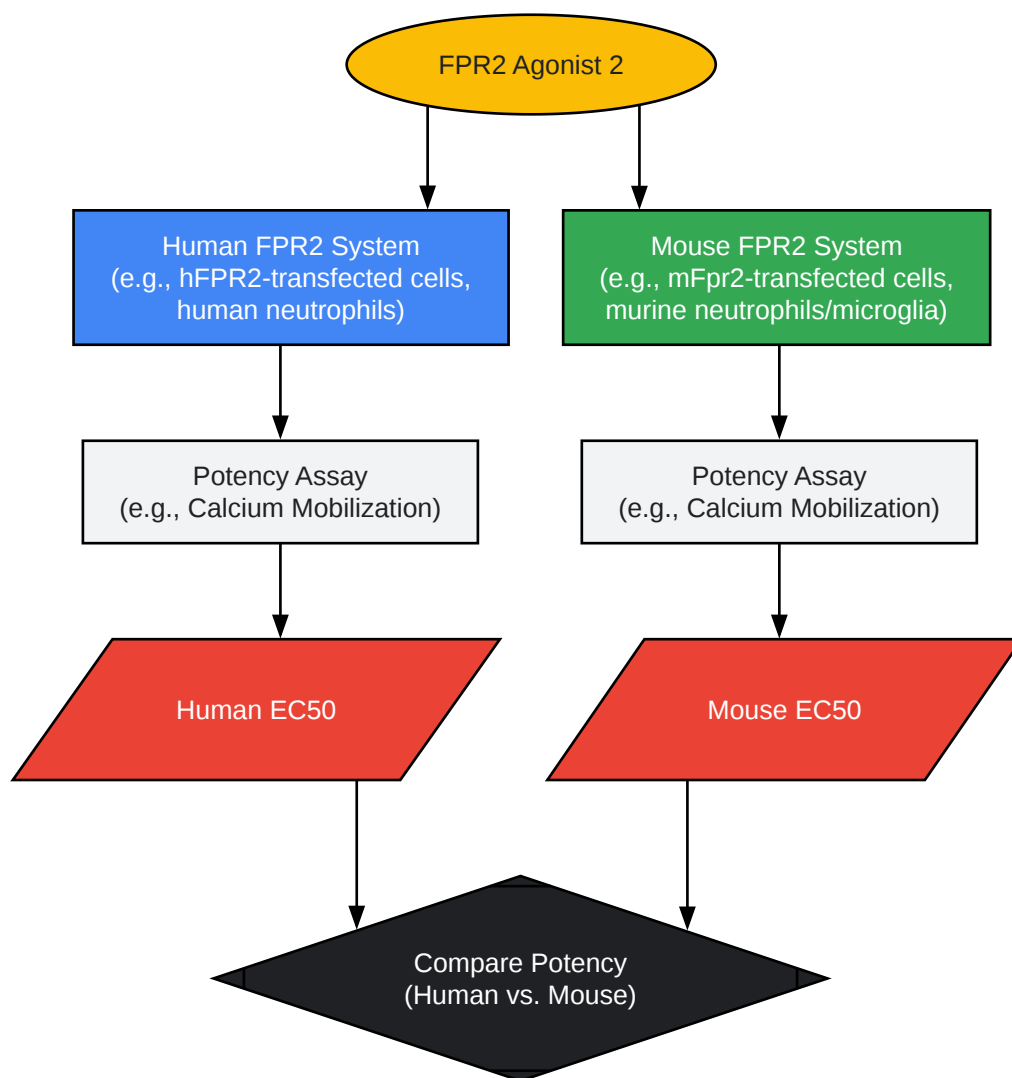 FPR2 Agonist 2
Human FPR2 System
(e.g., hFPR2-transfected cells,
human neutrophils)
Mouse FPR2 System
(e.g., mFpr2-transfected cells,
murine neutrophils/microglia)
Potency Assay
(e.g., Calcium Mobilization)
Potency Assay
(e.g., Calcium Mobilization)
Human EC50
Mouse EC50
Compare Potency
(Human vs. Mouse)